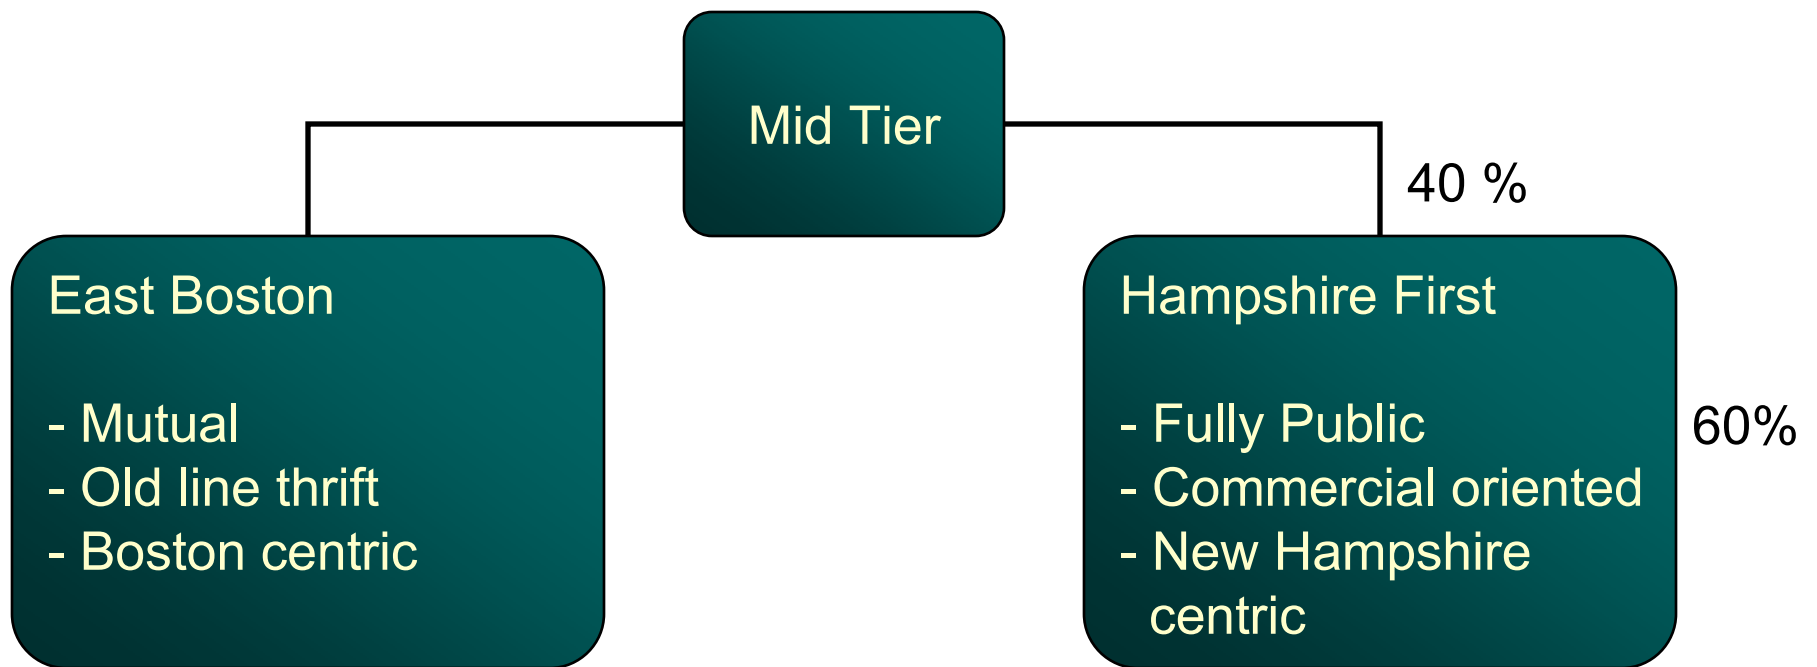 Mid Tier
40 %
East Boston
- Mutual
- Old line thrift
- Boston centric
Hampshire First
- Fully Public
- Commercial oriented
- New Hampshire
centric
60%